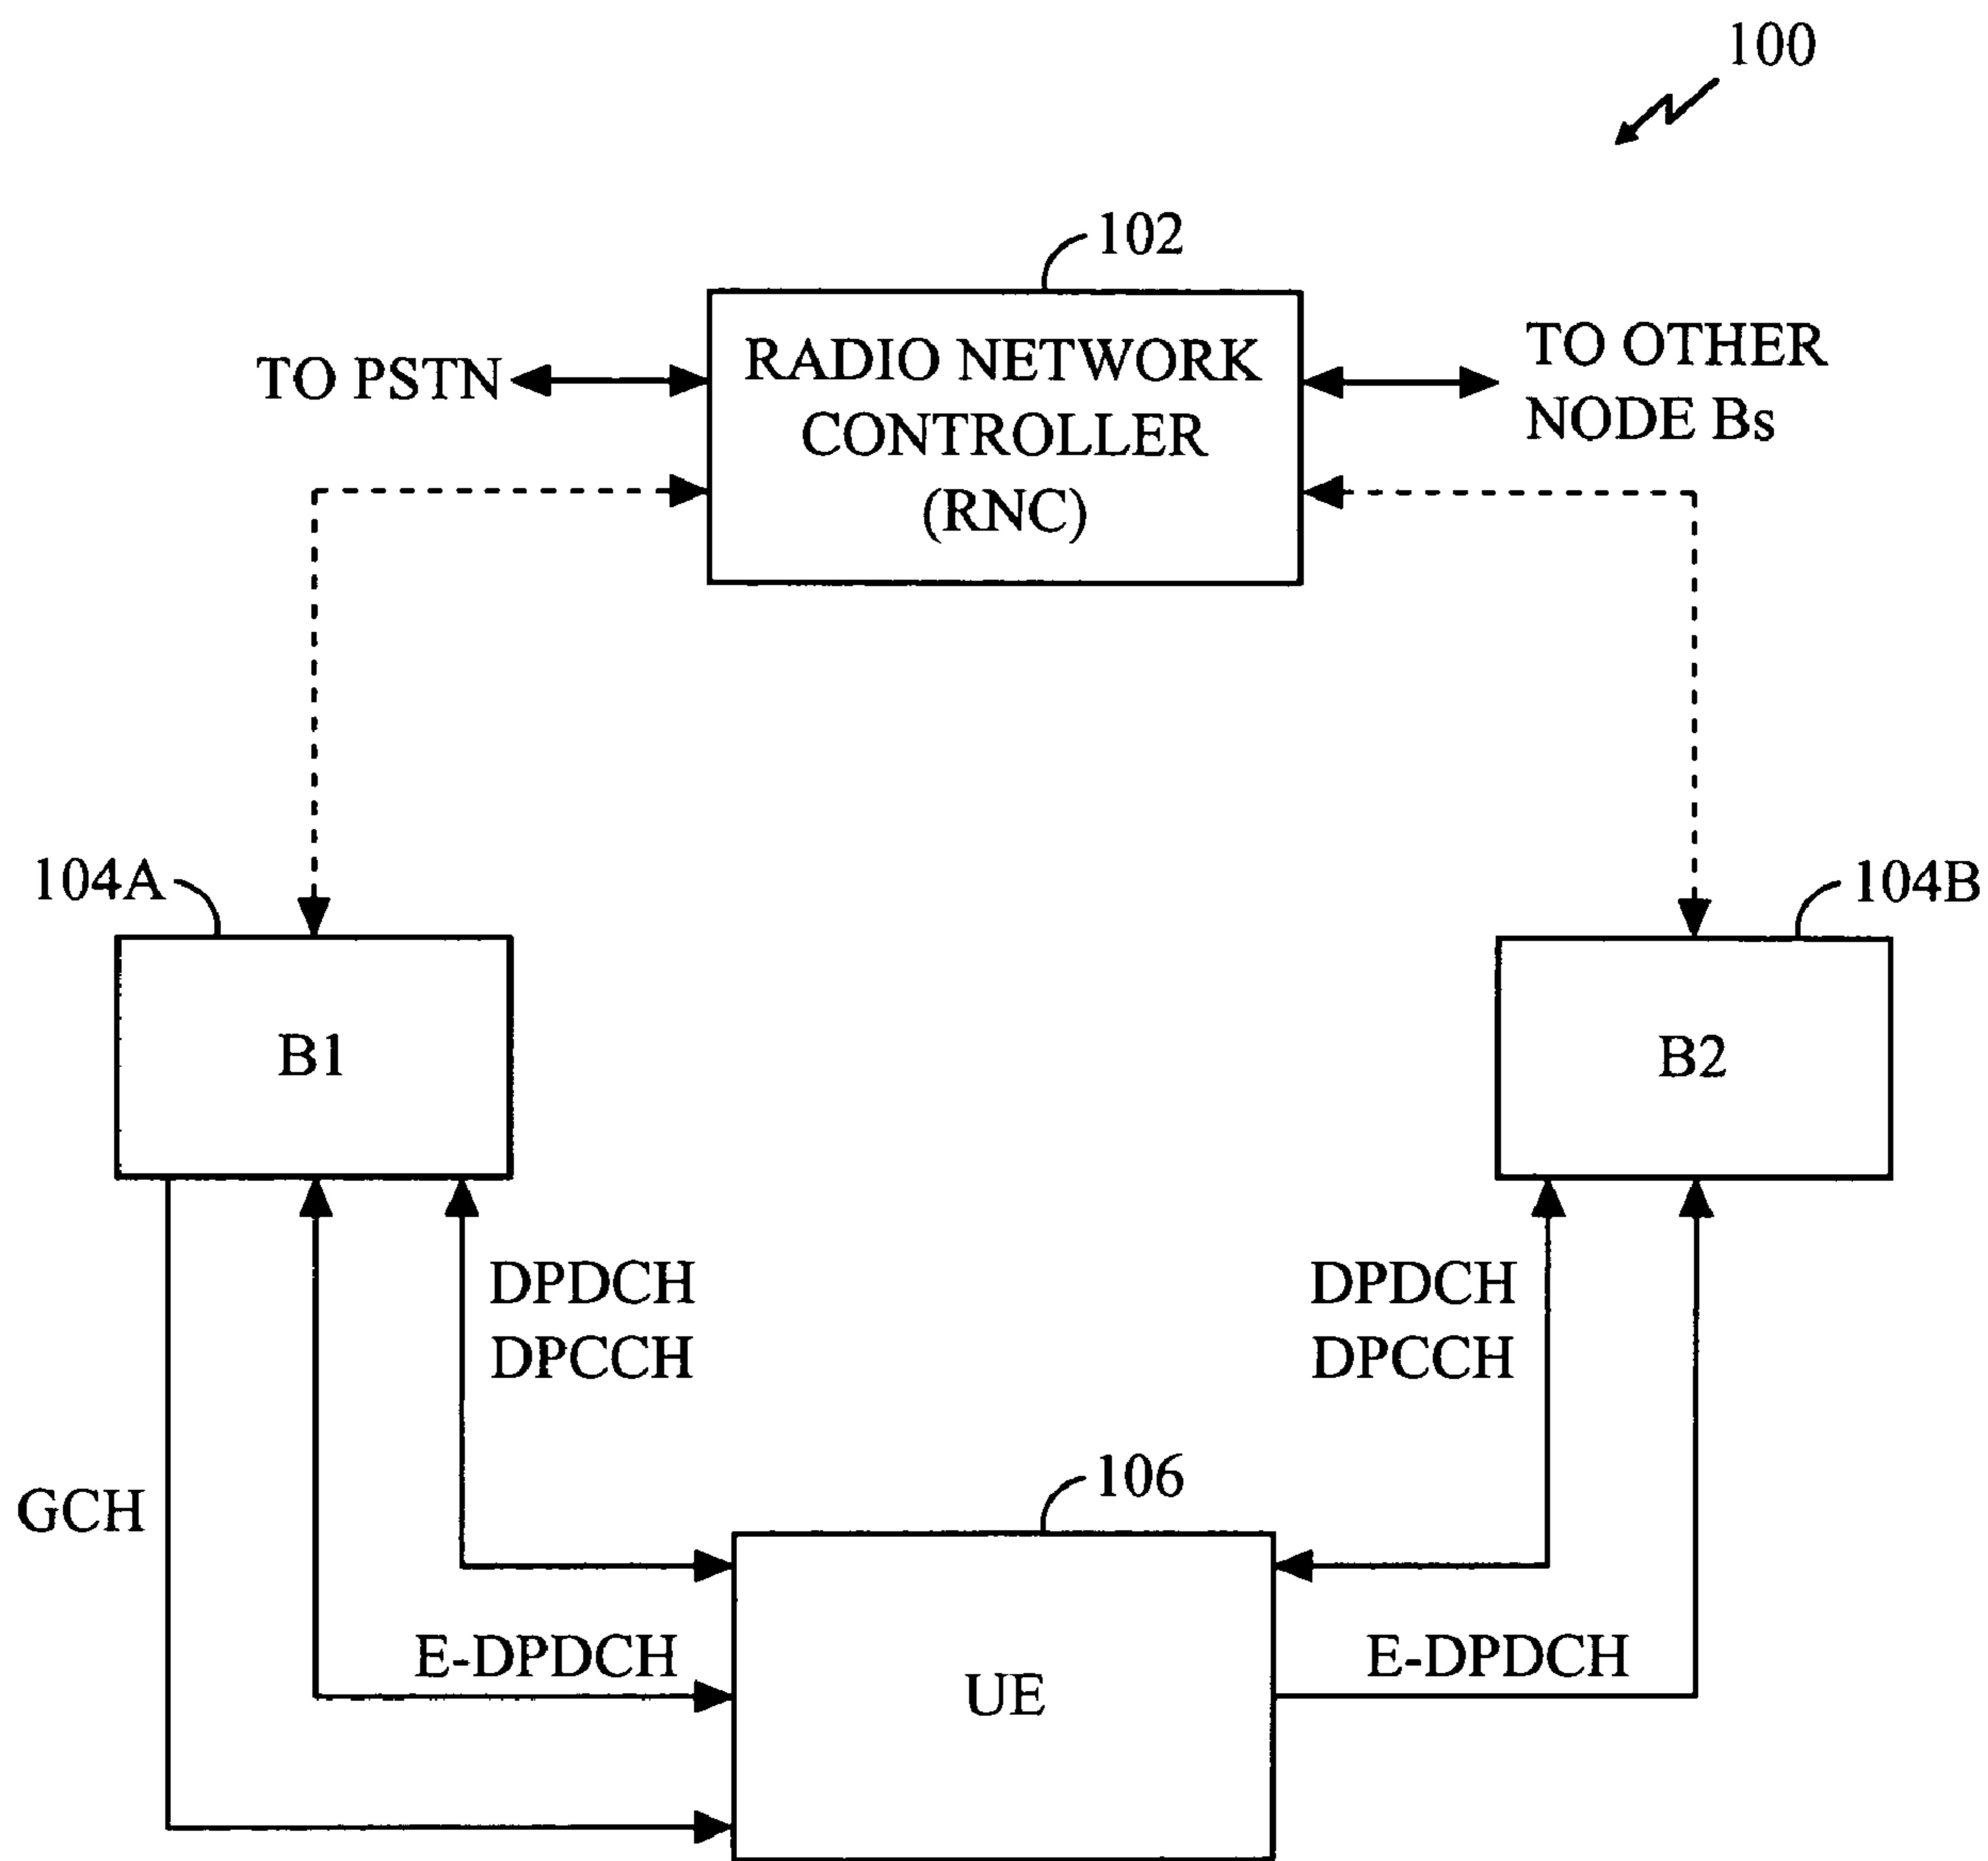 100
102
TO PSTN
RADIO NETWORK
CONTROLLER
(RNC)
TO OTHER
NODE Bs
104A
104B
B1
B2
DPDCH
DPCCH
DPDCH
DPCCH
GCH
106
E-DPDCH
UE
E-DPDCH